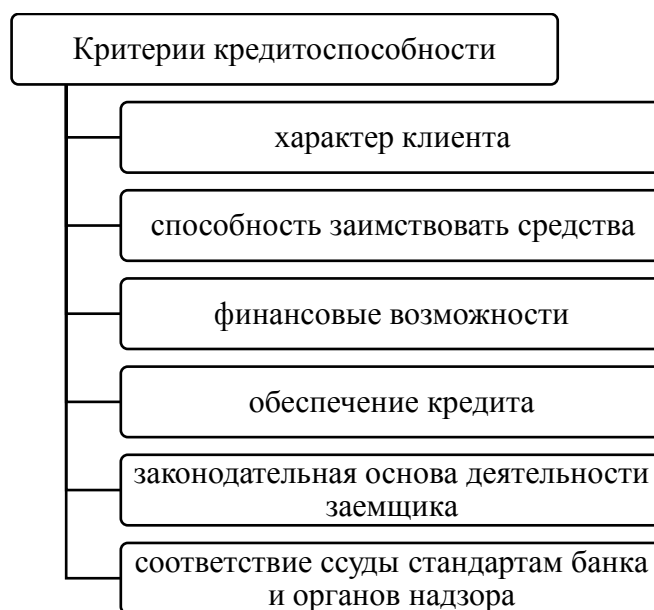 Критерии кредитоспособности
характер клиента
способность заимствовать средства
финансовые возможности
обеспечение кредита
законодательная основа деятельности
заемщика
соответствие ссуды стандартам банка
и органов надзора